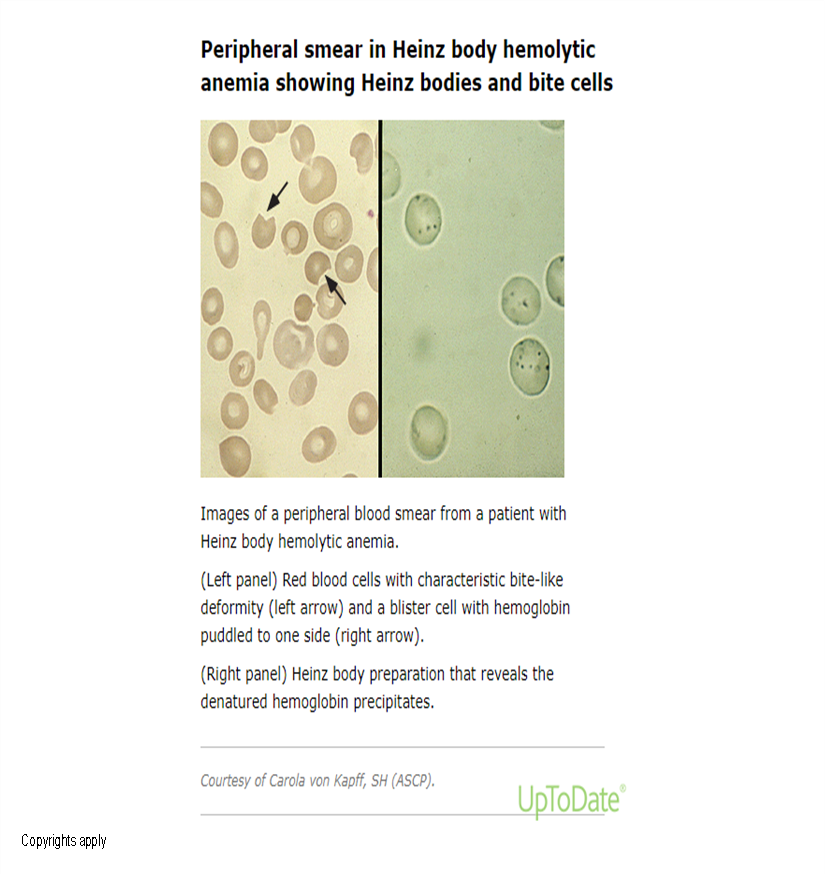 Peripheral smear in Heinz body hemolytic
anemia showing Heinz bodies and bite cells
Images of a peripheral blood smear from a patient with
Heinz body hemolytic anemia.
(Left panel) Red blood cells with characteristic bite-like
deformity (left arrow) and a blister cell with hemoglobin
puddled to one side (right arrow).
(Right panel) Heinz body preparation that reveals the
denatured hemoglobin precipitates.
Courtesy of Carola von Kapff, SH (ASCP).
UpToDate®
Copyrights apply